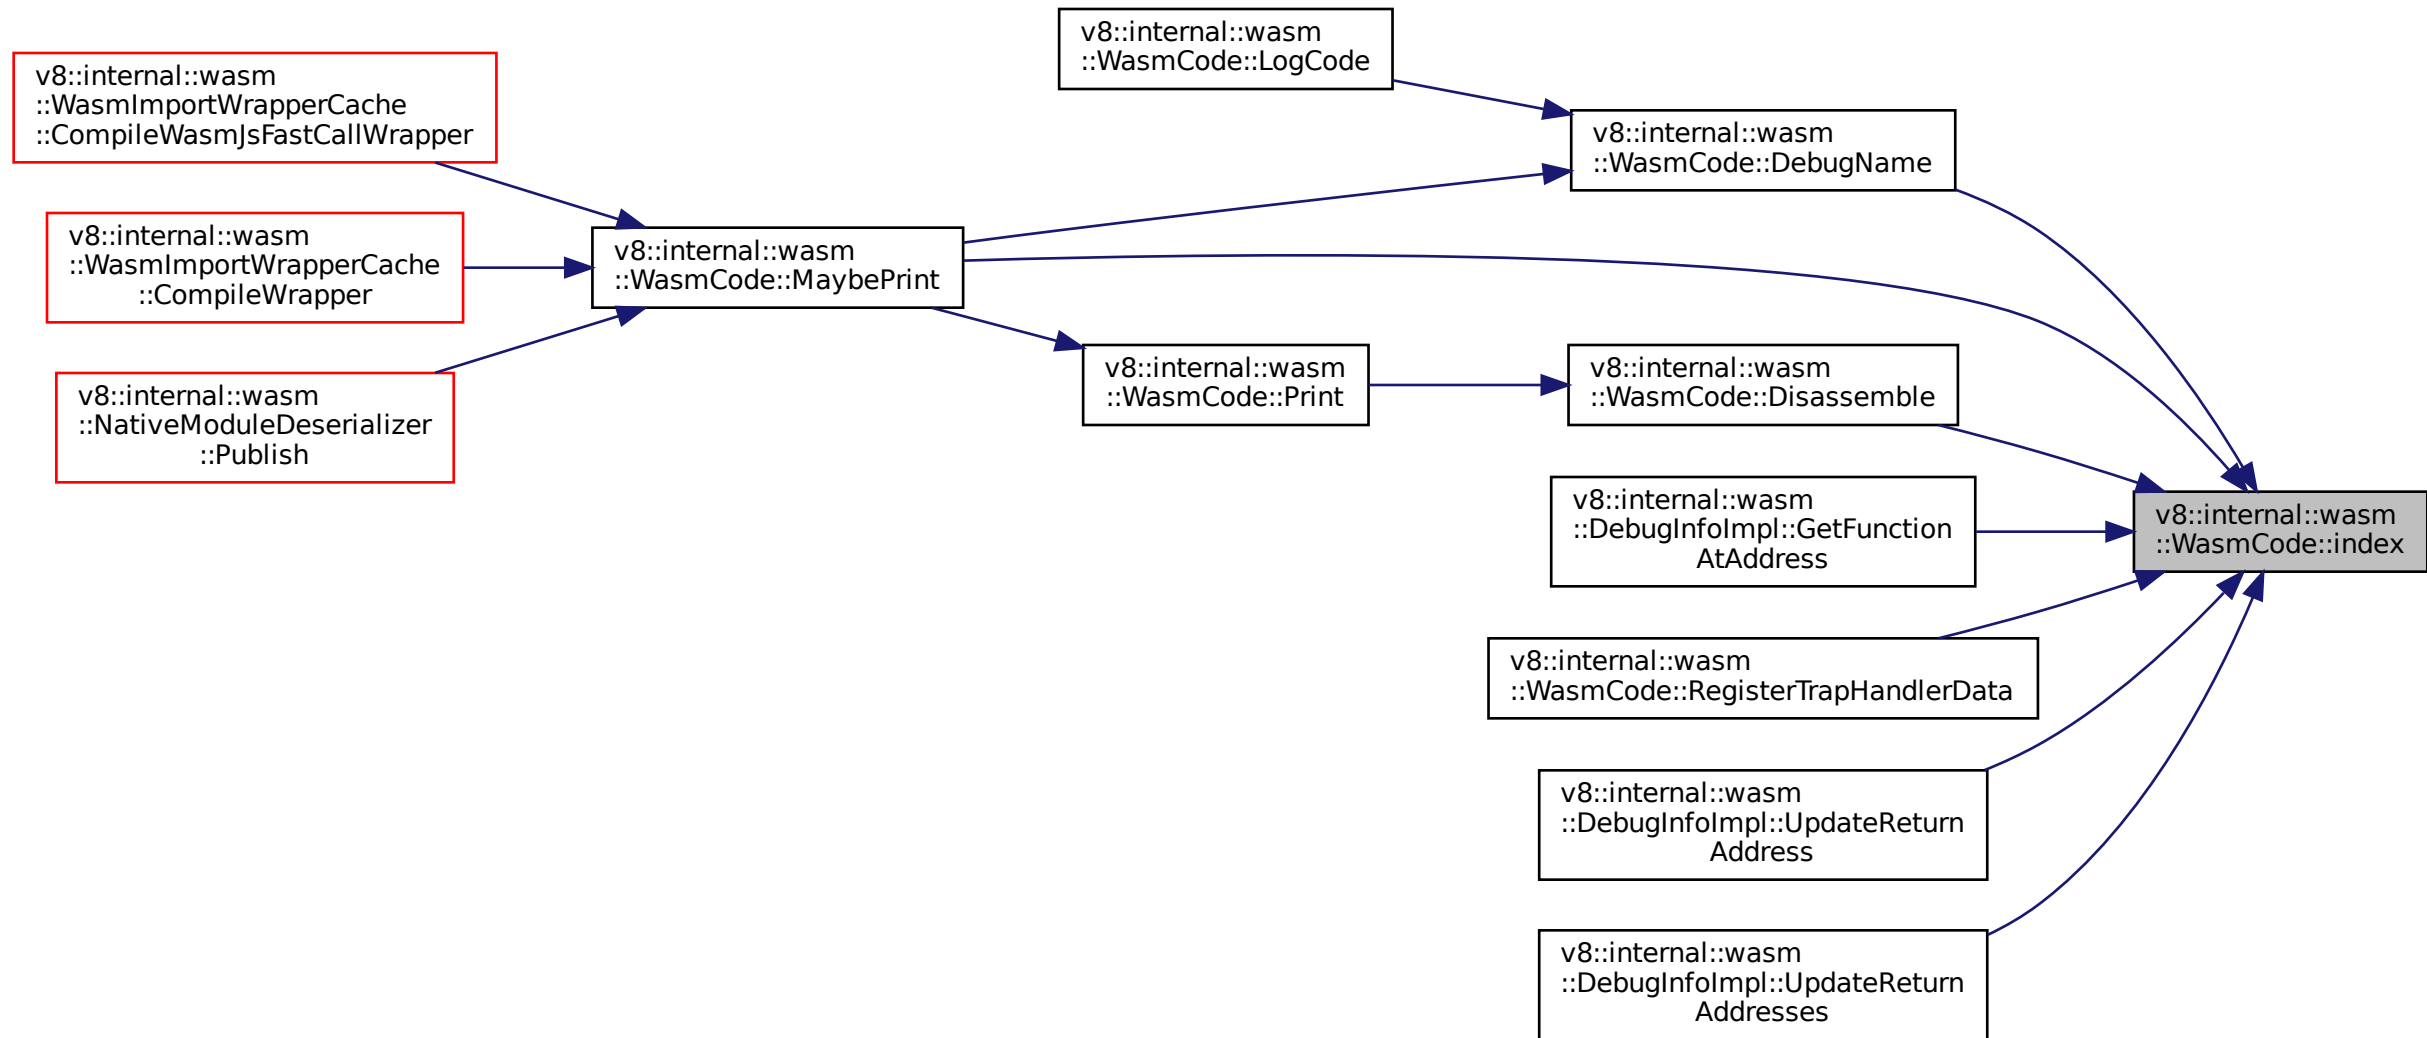 v8::internal::wasm
::WasmImportWrapperCache
::CompileWasmJsFastCallWrapper
v8::internal::wasm
::WasmImportWrapperCache
::CompileWrapper
v8::internal::wasm
::NativeModuleDeserializer
::Publish
v8::internal::wasm
::WasmCode::MaybePrint
v8::internal::wasm
::WasmCode::LogCode
v8::internal::wasm
::WasmCode::Print
v8::internal::wasm
::WasmCode::DebugName
v8::internal::wasm
::WasmCode::Disassemble
v8::internal::wasm
::DebugInfoImpl::GetFunction
AtAddress
v8::internal::wasm
::WasmCode::RegisterTrapHandlerData
v8::internal::wasm
::DebugInfoImpl::UpdateReturn
Address
v8::internal::wasm
::DebugInfoImpl::UpdateReturn
Addresses
v8::internal::wasm
::WasmCode::index